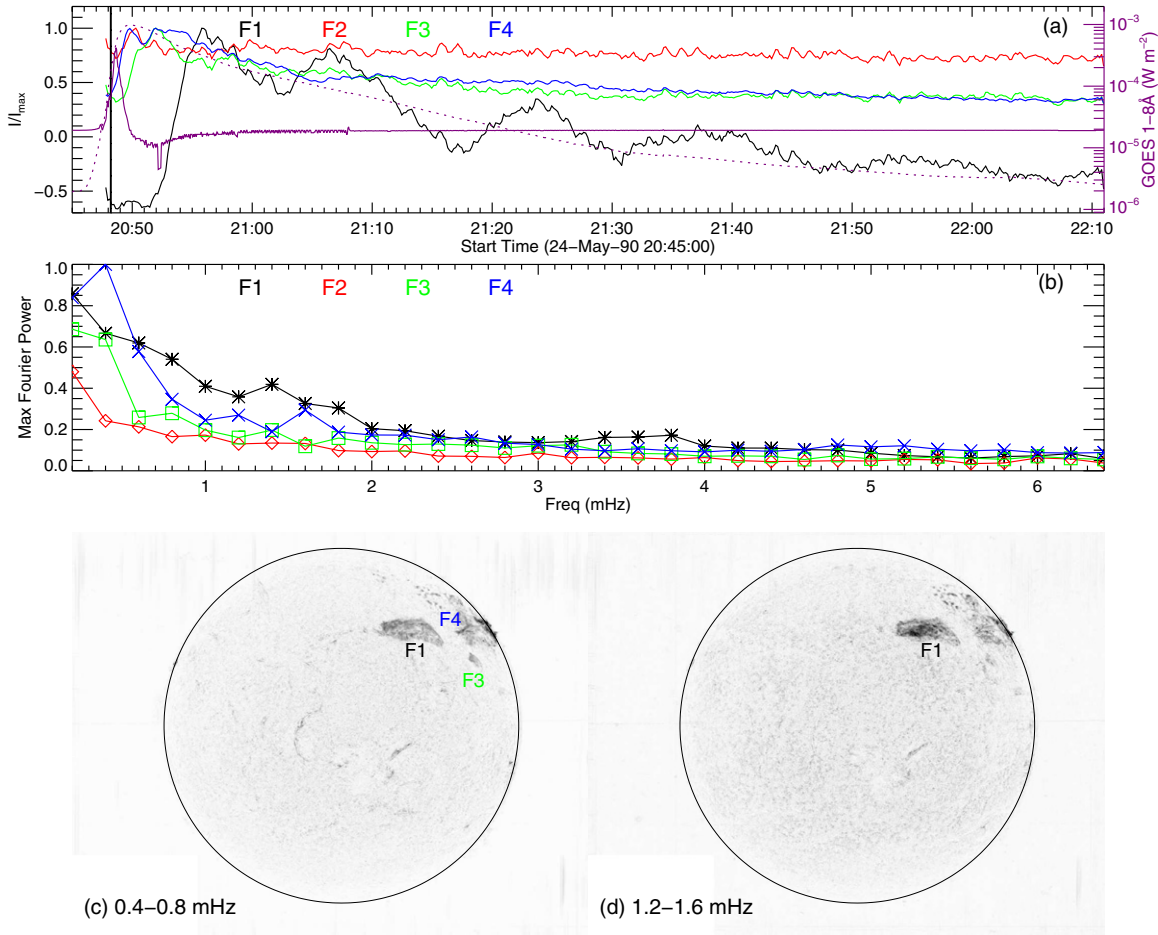 F1 F2 F3 F4 (a)
1.0
0.5
0.0
−0.5
I/Imax
10−3
10−4
10−5
10−6
GOES 1−8Å (W m−2)
20:50 21:00 21:10 21:20 21:30 21:40 21:50 22:00 22:10
Start Time (24−May−90 20:45:00)
F1 F2 F3 F4 (b)
1.0
0.8
0.6
0.4
0.2
0.0
Max Fourier Power
1 2 3 4 5 6
Freq (mHz)
F4
F1
F3
(c) 0.4−0.8 mHz
F1
(d) 1.2−1.6 mHz